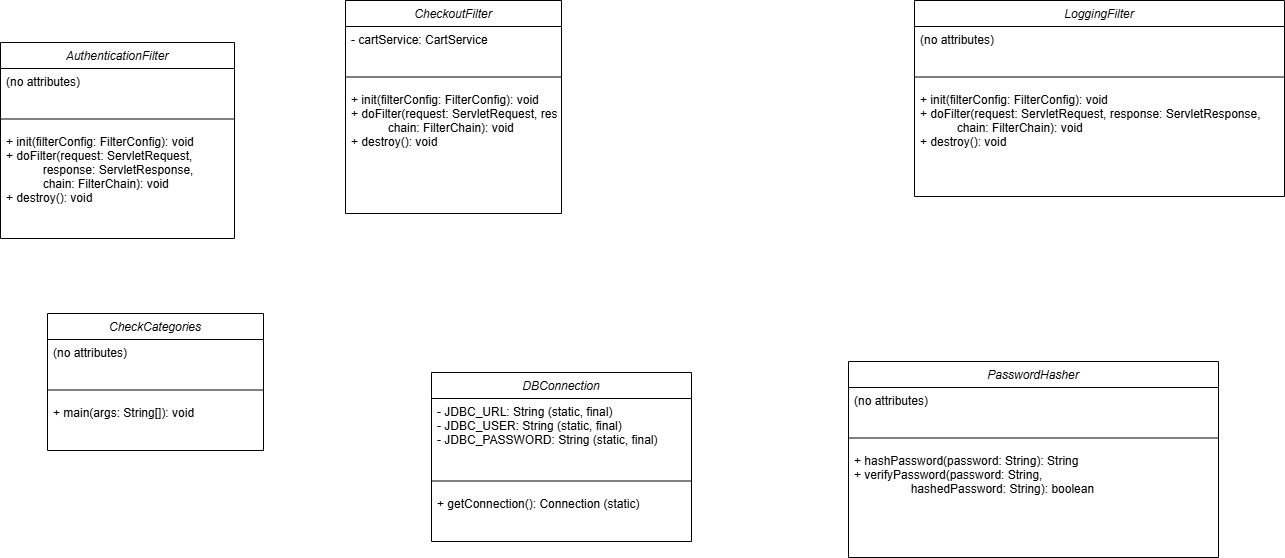 AuthenticationFilter
(no attributes)
+ init(filterConfig: FilterConfig): void
+ doFilter(request: ServletRequest,
response: ServletResponse,
chain: FilterChain): void
+ destroy(): void
CheckoutFilter
- cartService: CartService
+ init(filterConfig: FilterConfig): void
+ doFilter(request: ServletRequest, res
chain: FilterChain): void
+ destroy(): void
LoggingFilter
(no attributes)
+ init(filterConfig: FilterConfig): void
+ doFilter(request: ServletRequest, response: ServletResponse,
chain: FilterChain): void
+ destroy(): void
CheckCategories
(no attributes)
+ main(args: String[]): void
DBConnection
- JDBC_URL: String (static, final)
- JDBC_USER: String (static, final)
- JDBC_PASSWORD: String (static, final)
+ getConnection(): Connection (static)
PasswordHasher
(no attributes)
+ hashPassword(password: String): String
+ verifyPassword(password: String,
hashedPassword: String): boolean